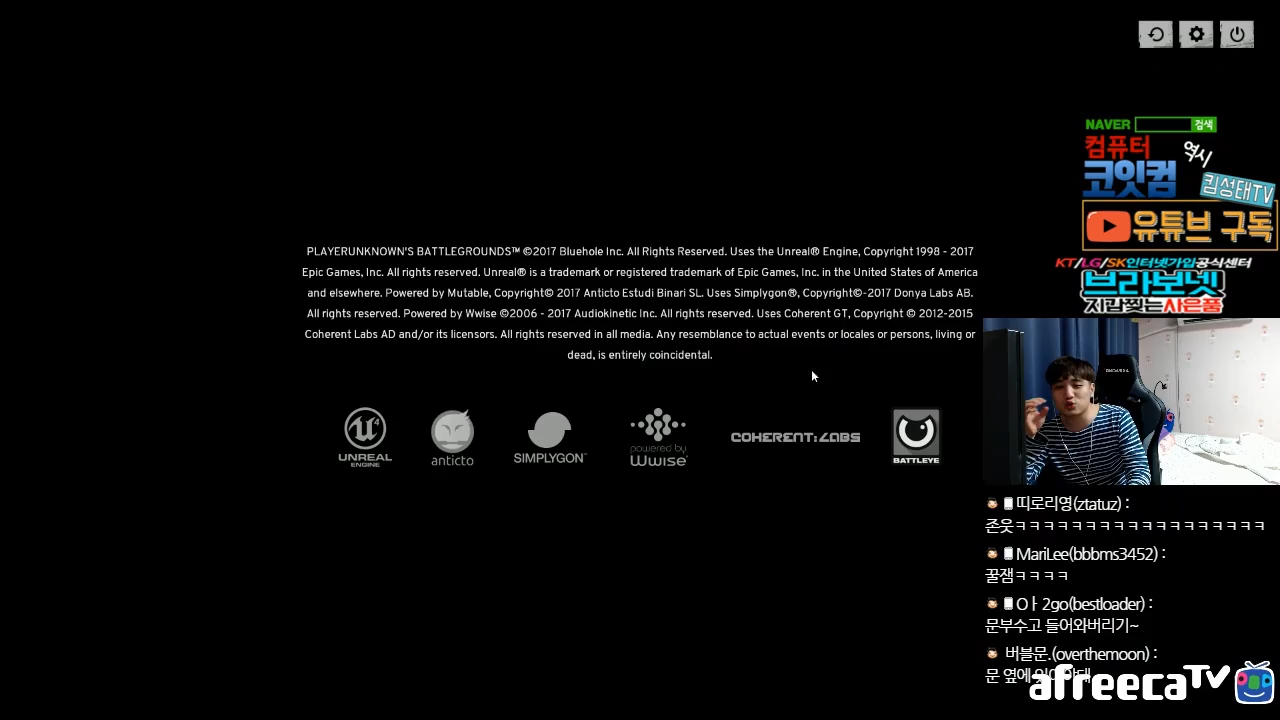 NAVER 검색
컴퓨터 역시
코잇컴 킴성태TV
유튜브 구독
KT/LG/SK인터넷가입공식센터
브라보넷
지갑찢는사은품
PLAYERUNKNOWN'S BATTLEGROUNDS™ ©2017 Bluehole Inc. All Rights Reserved. Uses the Unreal® Engine, Copyright 1998 - 2017
Epic Games, Inc. All rights reserved. Unreal® is a trademark or registered trademark of Epic Games, Inc. in the United States of America
and elsewhere. Powered by Mutable, Copyright© 2017 Anticto Estudi Binari SL. Uses Simplygon®, Copyright©-2017 Donya Labs AB.
All rights reserved. Powered by Wwise ©2006 - 2017 Audiokinetic Inc. All rights reserved. Uses Coherent GT, Copyright © 2012-2015
Coherent Labs AD and/or its licensors. All rights reserved in all media. Any resemblance to actual events or locales or persons, living or
dead, is entirely coincidental.
UNREAL
ENGINE
anticto
SIMPLYGON™
powered by
Wwise
COHERENT:LABS
BATTLEYE
띠로리영(ztatuz) :
존웃ㅋㅋㅋㅋㅋㅋㅋㅋㅋㅋㅋㅋㅋㅋㅋㅋㅋㅋ
MariLee(bbbms3452) :
꿀잼ㅋㅋㅋㅋ
Oㅏ2go(bestloader) :
문부수고 들어와버리기~
버블문.(overthemoon) :
문 옆에
afreecaTV